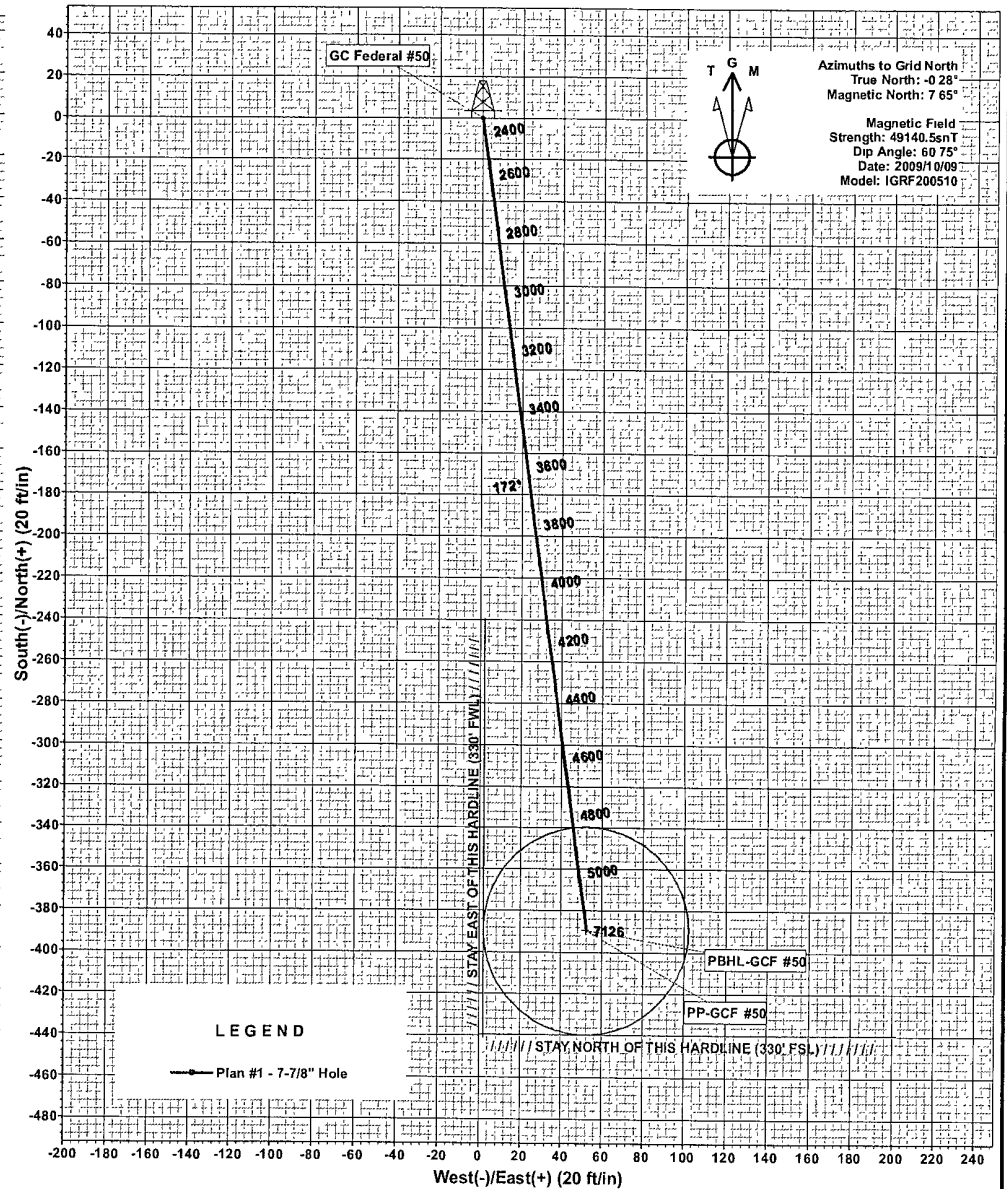 GC Federal #50
T G M
Azimuths to Grid North
True North: -0 28°
Magnetic North: 7 65°
Magnetic Field
Strength: 49140.5snT
Dip Angle: 60 75°
Date: 2009/10/09
Model: IGRF200510
South(-)/North(+) (20 ft/in)
40
20
0
-20
-40
-60
-80
-100
-120
-140
-160
-180
-200
-220
-240
-260
-280
-300
-320
-340
-360
-380
-400
-420
-440
-460
-480
2400
2600
2800
3000
3200
3400
3600
172°
3800
4000
4200
4400
4600
4800
5000
7126
////// STAY EAST OF THIS HARDLINE (330' FWL) ///////
PBHL-GCF #50
PP-GCF #50
////// STAY NORTH OF THIS HARDLINE (330' FSL) ///////
LEGEND
Plan #1 - 7-7/8" Hole
-200 -180 -160 -140 -120 -100 -80 -60 -40 -20 0 20 40 60 80 100 120 140 160 180 200 220 240
West(-)/East(+) (20 ft/in)